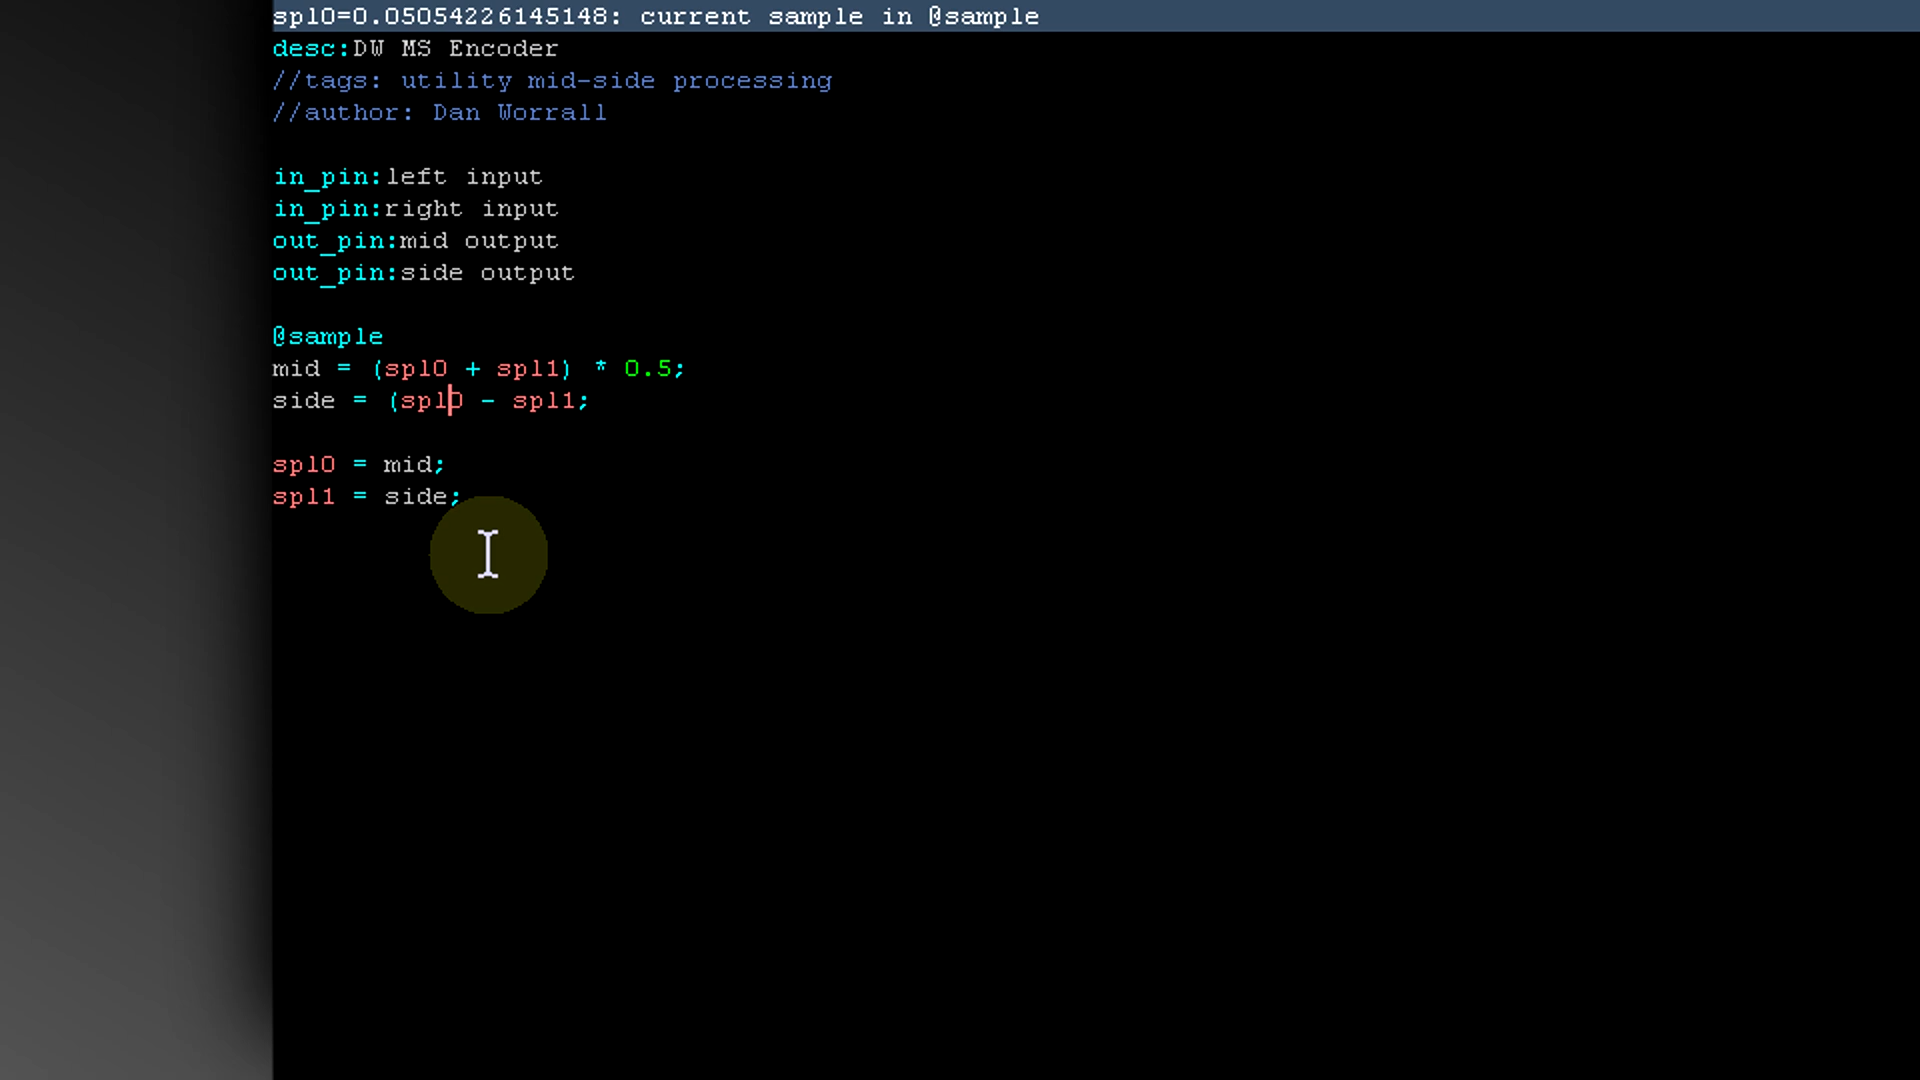 spl0=0.05054226145148: current sample in @sample
desc:DW MS Encoder
//tags: utility mid-side processing
//author: Dan Worrall
in_pin:left input
in_pin:right input
out_pin:mid output
out_pin:side output
@sample
mid = (spl0 + spl1) * 0.5;
side = (spl0 - spl1;
spl0 = mid;
spl1 = side;